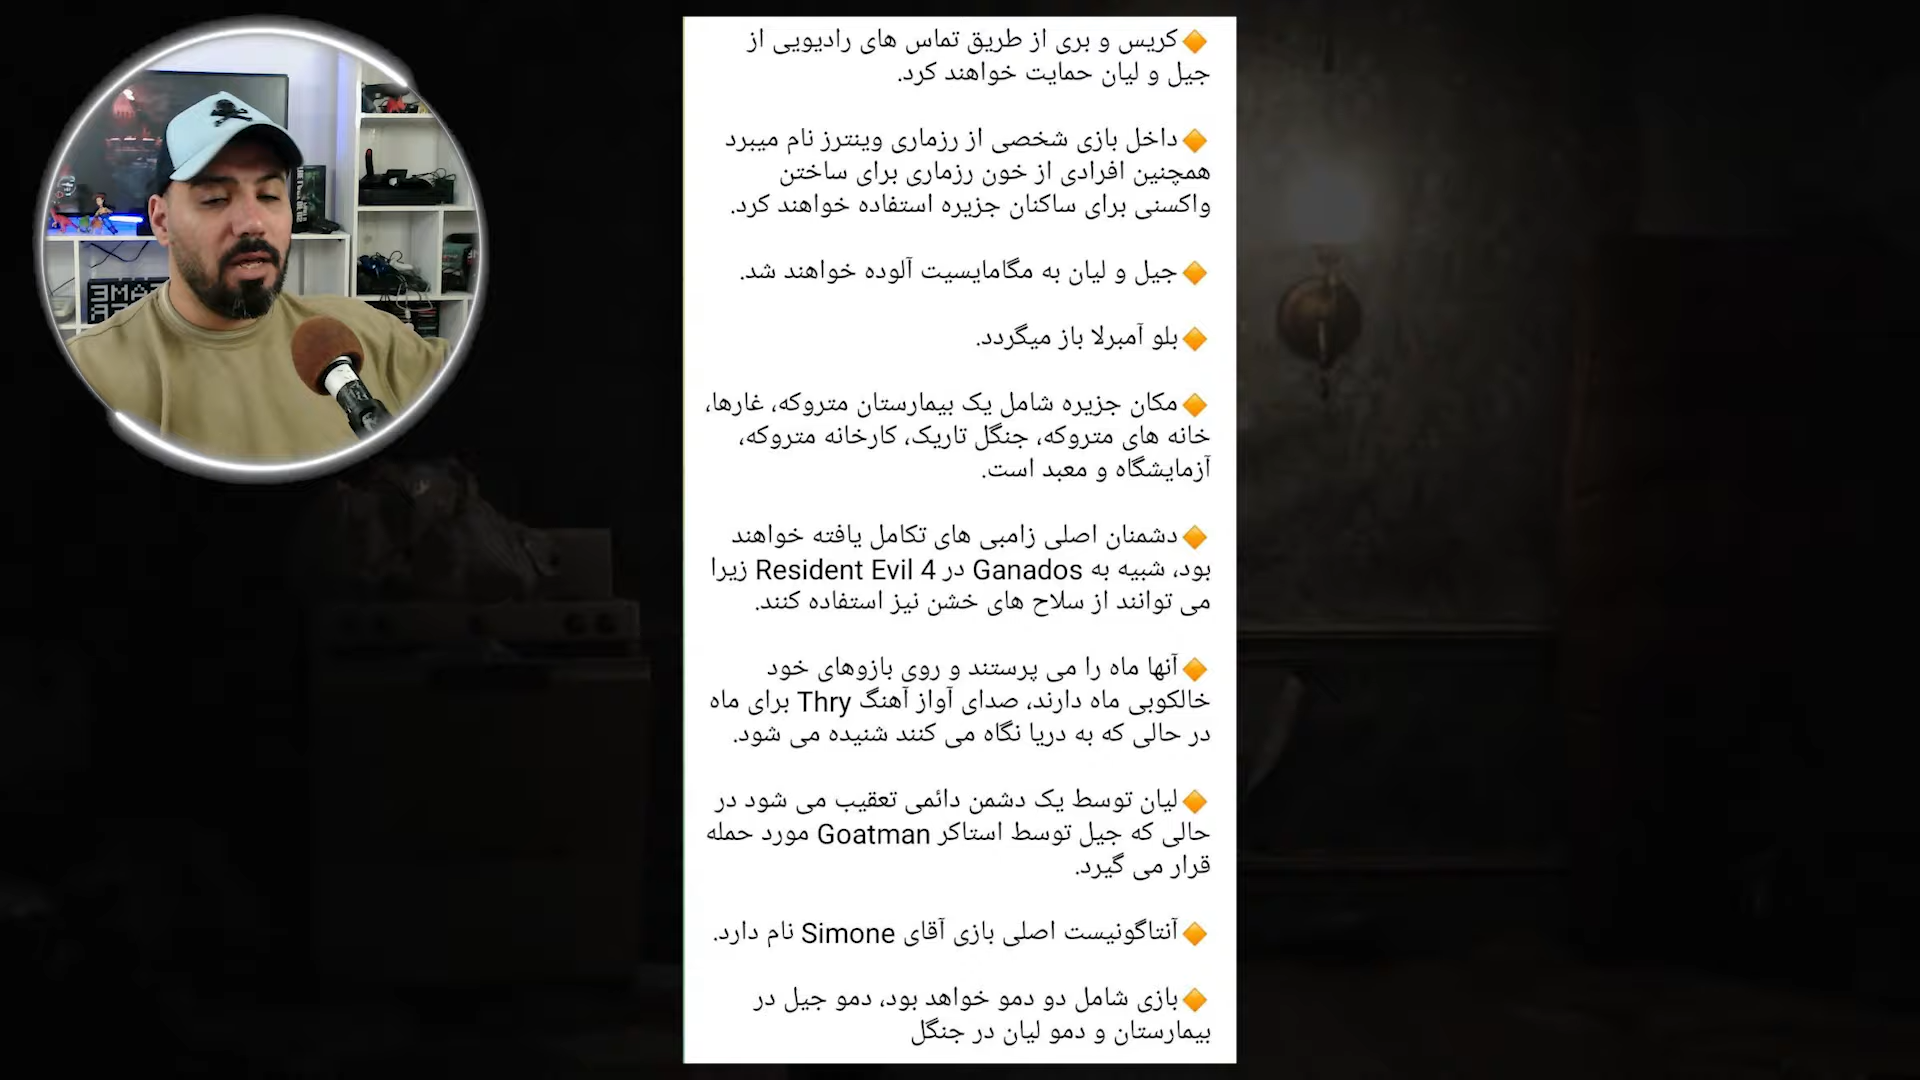 🔶کریس و بری از طریق تماس های رادیویی از
جیل و لیان حمایت خواهند کرد.
🔶داخل بازی شخصی از رزماری وینترز نام میبرد
همچنین افرادی از خون رزماری برای ساختن
واکسنی برای ساکنان جزیره استفاده خواهند کرد.
🔶جیل و لیان به مگامایسیت آلوده خواهند شد.
🔶بلو آمبرلا باز میگردد.
🔶مکان جزیره شامل یک بیمارستان متروکه، غارها،
خانه های متروکه، جنگل تاریک، کارخانه متروکه،
آزمایشگاه و معبد است.
🔶دشمنان اصلی زامبی های تکامل یافته خواهند
بود، شبیه به Ganados در Resident Evil 4 زیرا
می توانند از سلاح های خشن نیز استفاده کنند.
🔶آنها ماه را می پرستند و روی بازوهای خود
خالکوبی ماه دارند، صدای آواز آهنگ Thry برای ماه
در حالی که به دریا نگاه می کنند شنیده می شود.
🔶لیان توسط یک دشمن دائمی تعقیب می شود در
حالی که جیل توسط استاکر Goatman مورد حمله
قرار می گیرد.
🔶آنتاگونیست اصلی بازی آقای Simone نام دارد.
🔶بازی شامل دو دمو خواهد بود، دمو جیل در
بیمارستان و دمو لیان در جنگل